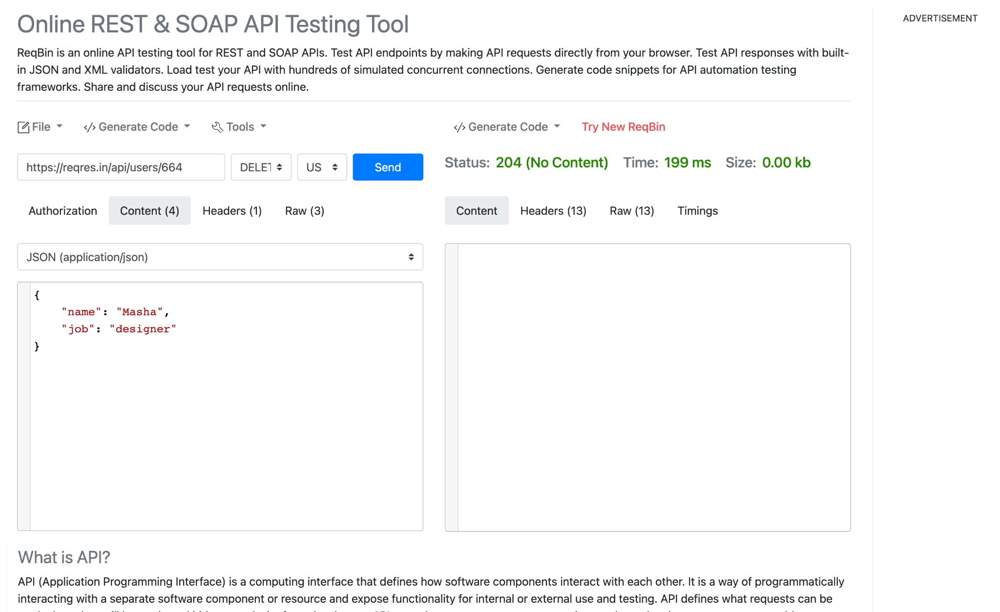 Online REST & SOAP API Testing Tool
ADVERTISEMENT
ReqBin is an online API testing tool for REST and SOAP APIs. Test API endpoints by making API requests directly from your browser. Test API responses with built-
in JSON and XML validators. Load test your API with hundreds of simulated concurrent connections. Generate code snippets for API automation testing
frameworks. Share and discuss your API requests online.
File </> Generate Code Tools </> Generate Code Try New ReqBin
https://reqres.in/api/users/664 DELET US Send Status: 204 (No Content) Time: 199 ms Size: 0.00 kb
Authorization Content (4) Headers (1) Raw (3) Content Headers (13) Raw (13) Timings
JSON (application/json)
{
"name": "Masha",
"job": "designer"
}
What is API?
API (Application Programming Interface) is a computing interface that defines how software components interact with each other. It is a way of programmatically
interacting with a separate software component or resource and expose functionality for internal or external use and testing. API defines what requests can be